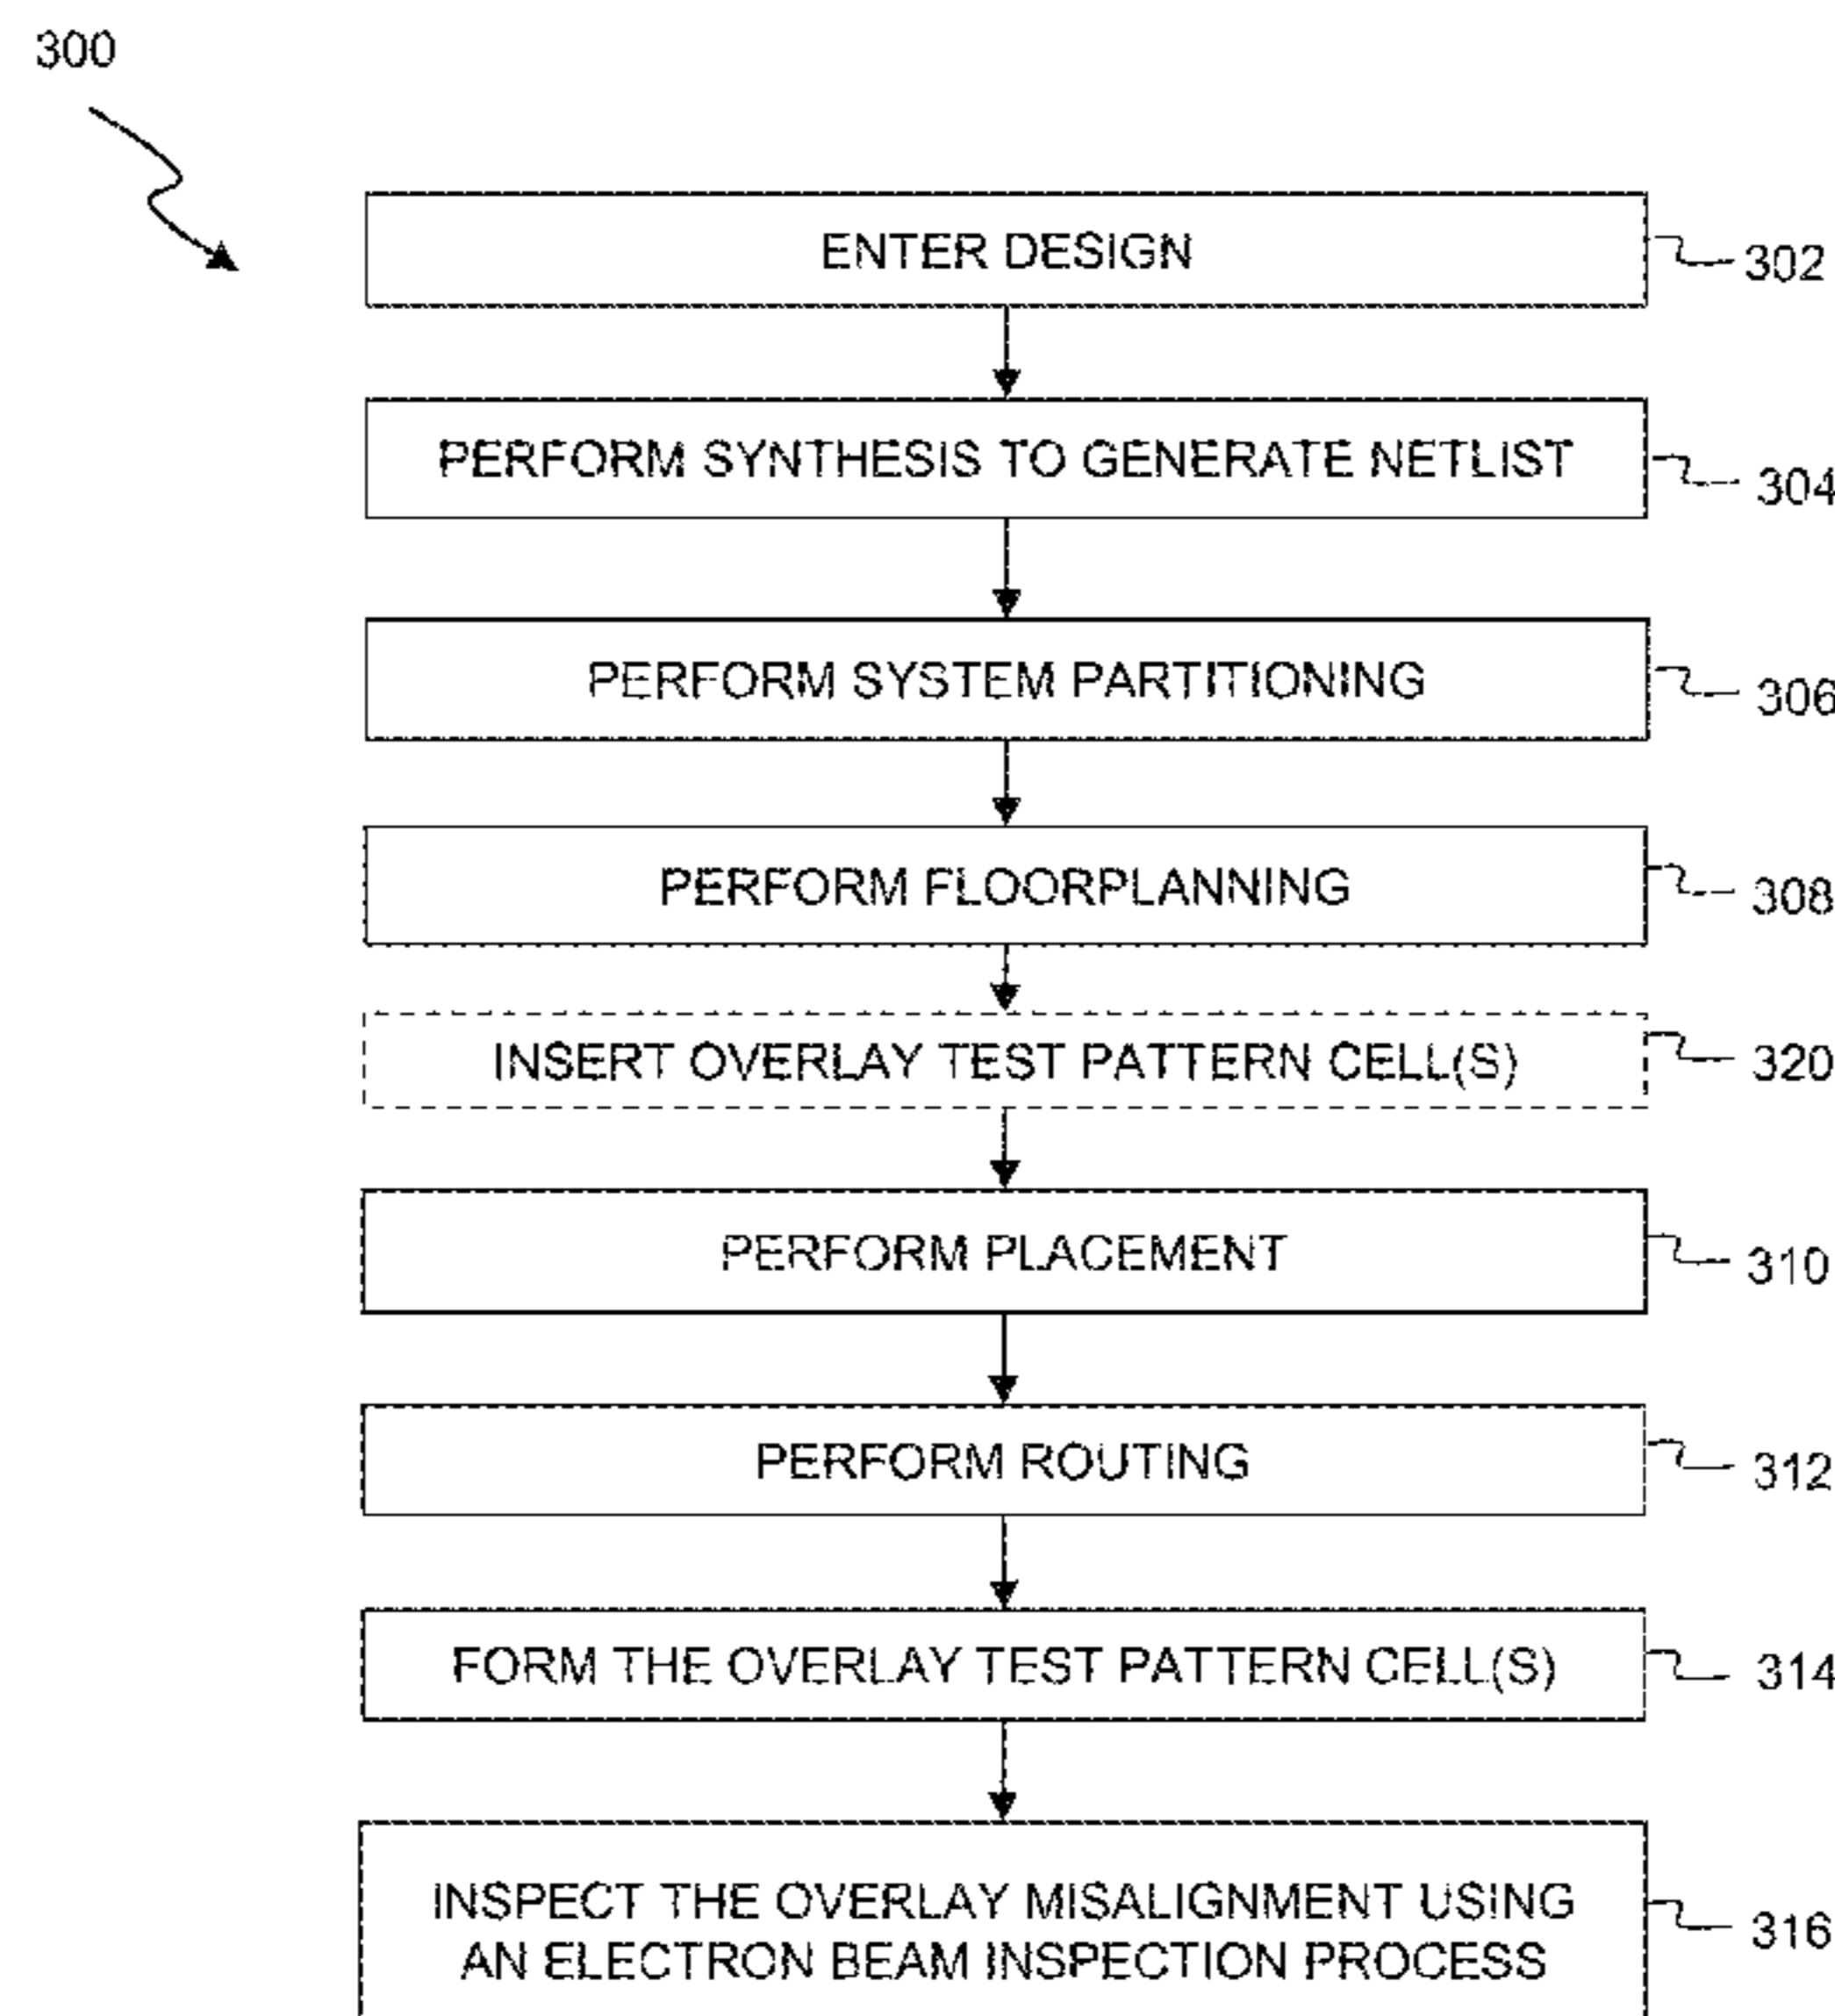 300
ENTER DESIGN
302
PERFORM SYNTHESIS TO GENERATE NETLIST
304
PERFORM SYSTEM PARTITIONING
306
PERFORM FLOORPLANNING
308
INSERT OVERLAY TEST PATTERN CELL(S)
320
PERFORM PLACEMENT
310
PERFORM ROUTING
312
FORM THE OVERLAY TEST PATTERN CELL(S)
314
INSPECT THE OVERLAY MISALIGNMENT USING
AN ELECTRON BEAM INSPECTION PROCESS
316